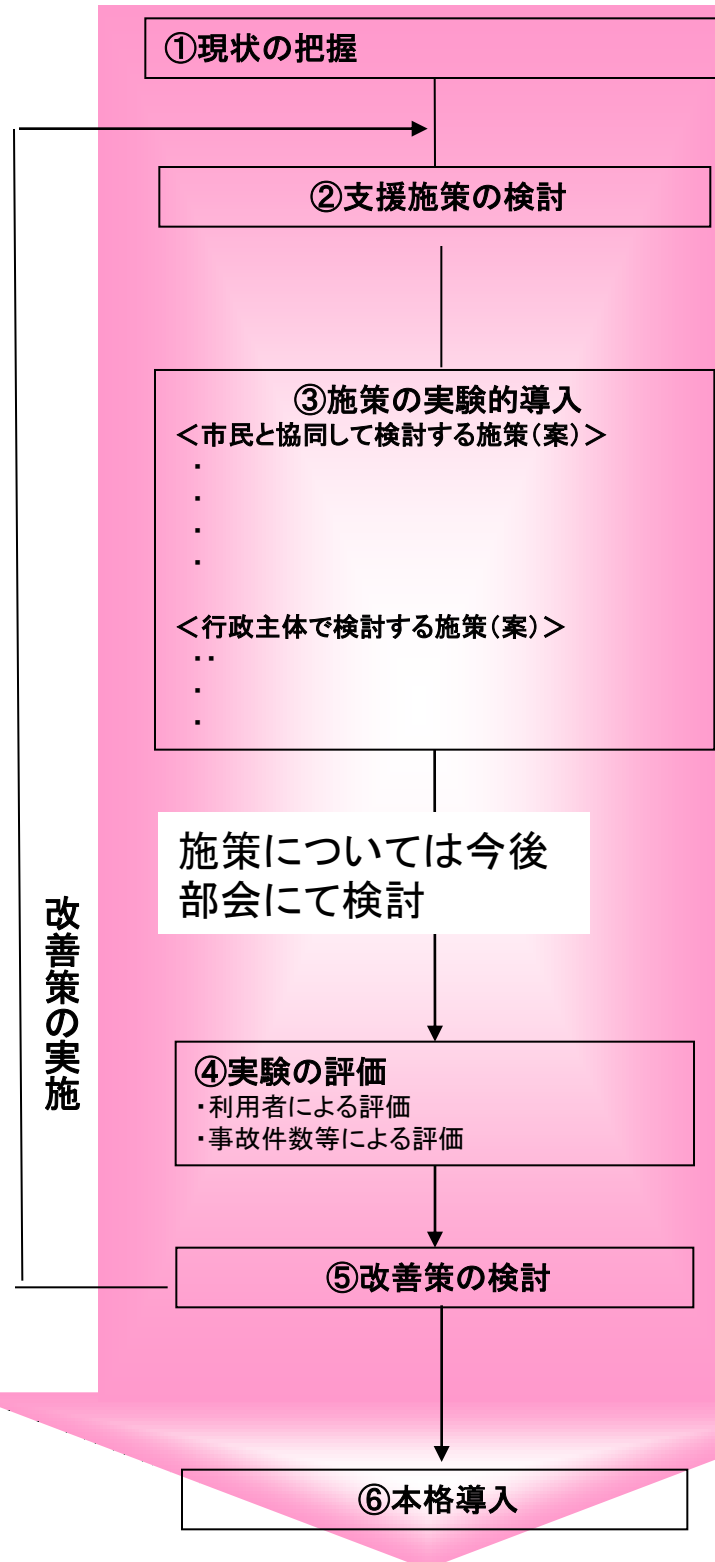 ①現状の把握
②支援施策の検討
③施策の実験的導入
＜市民と協同して検討する施策(案)＞
・
・
・
・
＜行政主体で検討する施策(案)＞
・・
・
・
施策については今後
部会にて検討
改善策の実施
④実験の評価
・利用者による評価
・事故件数等による評価
⑤改善策の検討
⑥本格導入